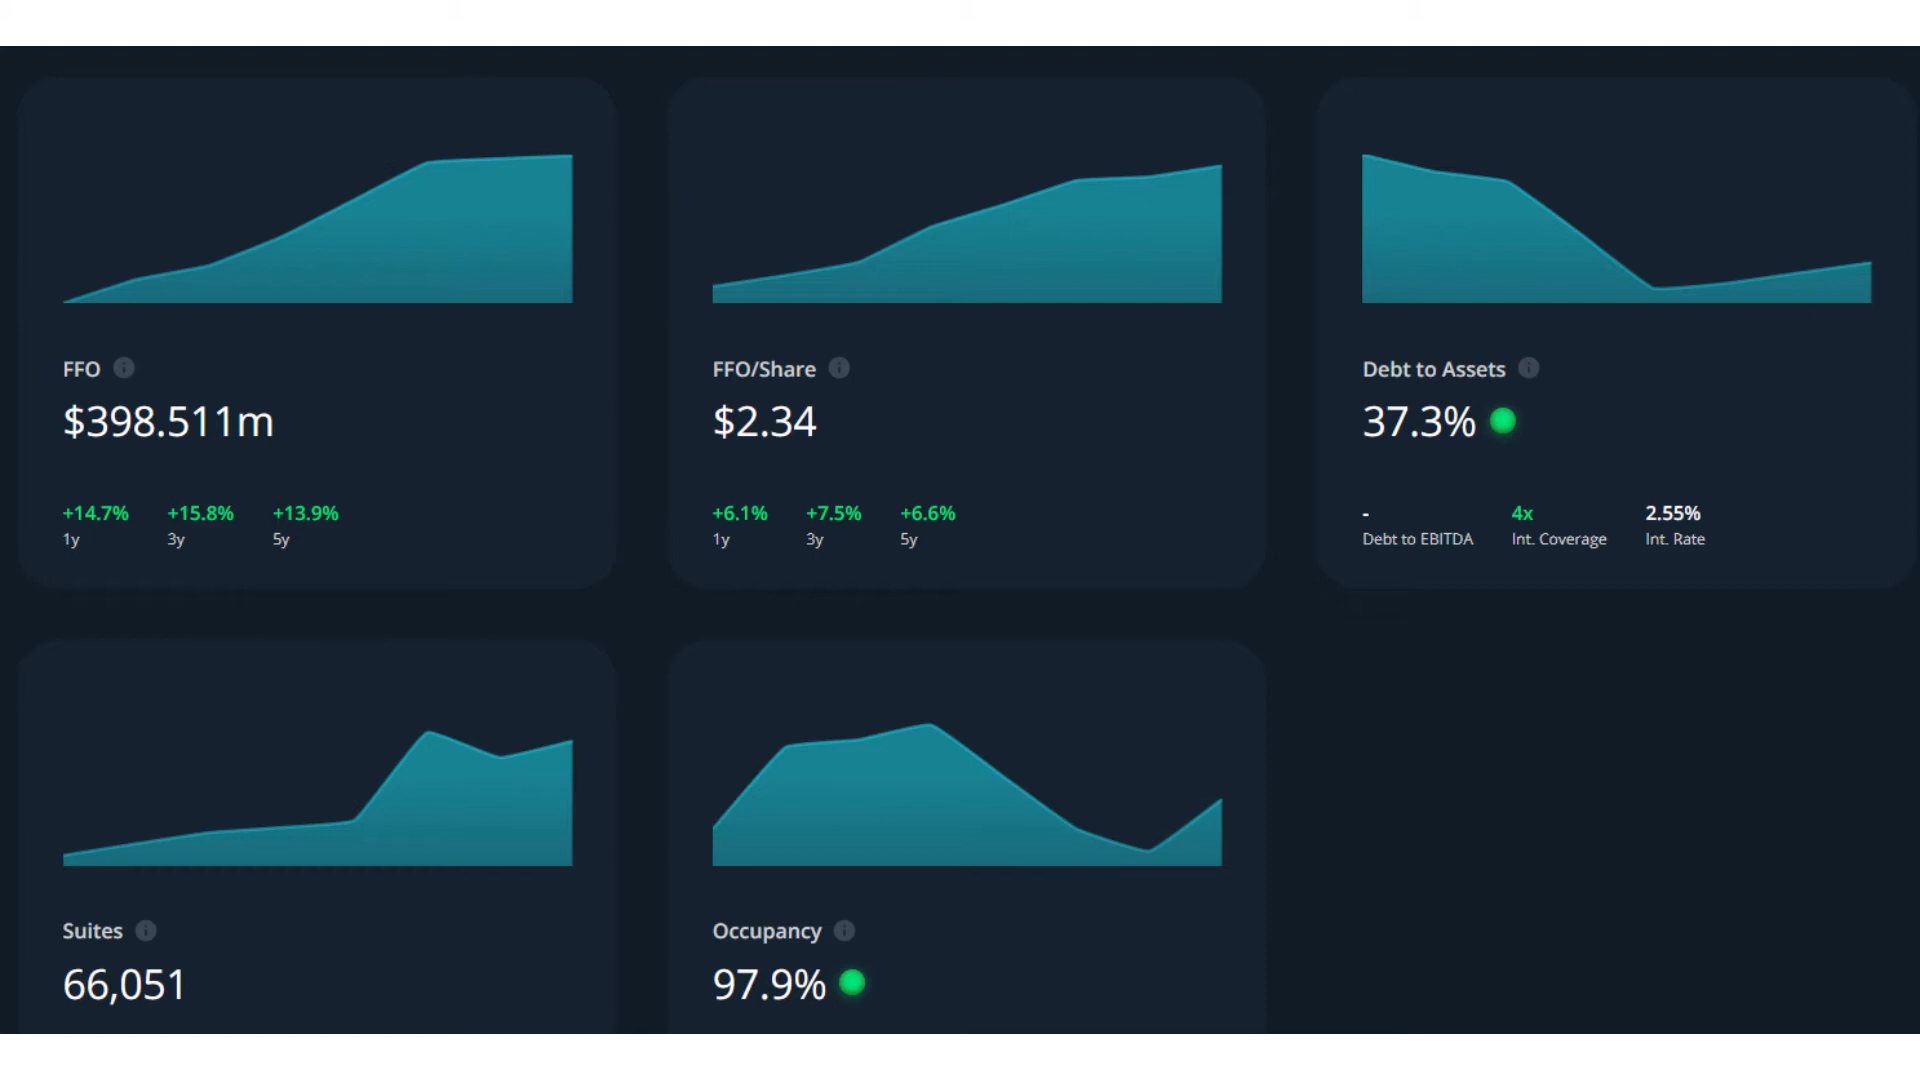 FFO
$398.511m
+14.7% +15.8% +13.9%
1y 3y 5y
FFO/Share
$2.34
+6.1% +7.5% +6.6%
1y 3y 5y
Debt to Assets
37.3%
- 4x 2.55%
Debt to EBITDA Int. Coverage Int. Rate
Suites
66,051
Occupancy
97.9%